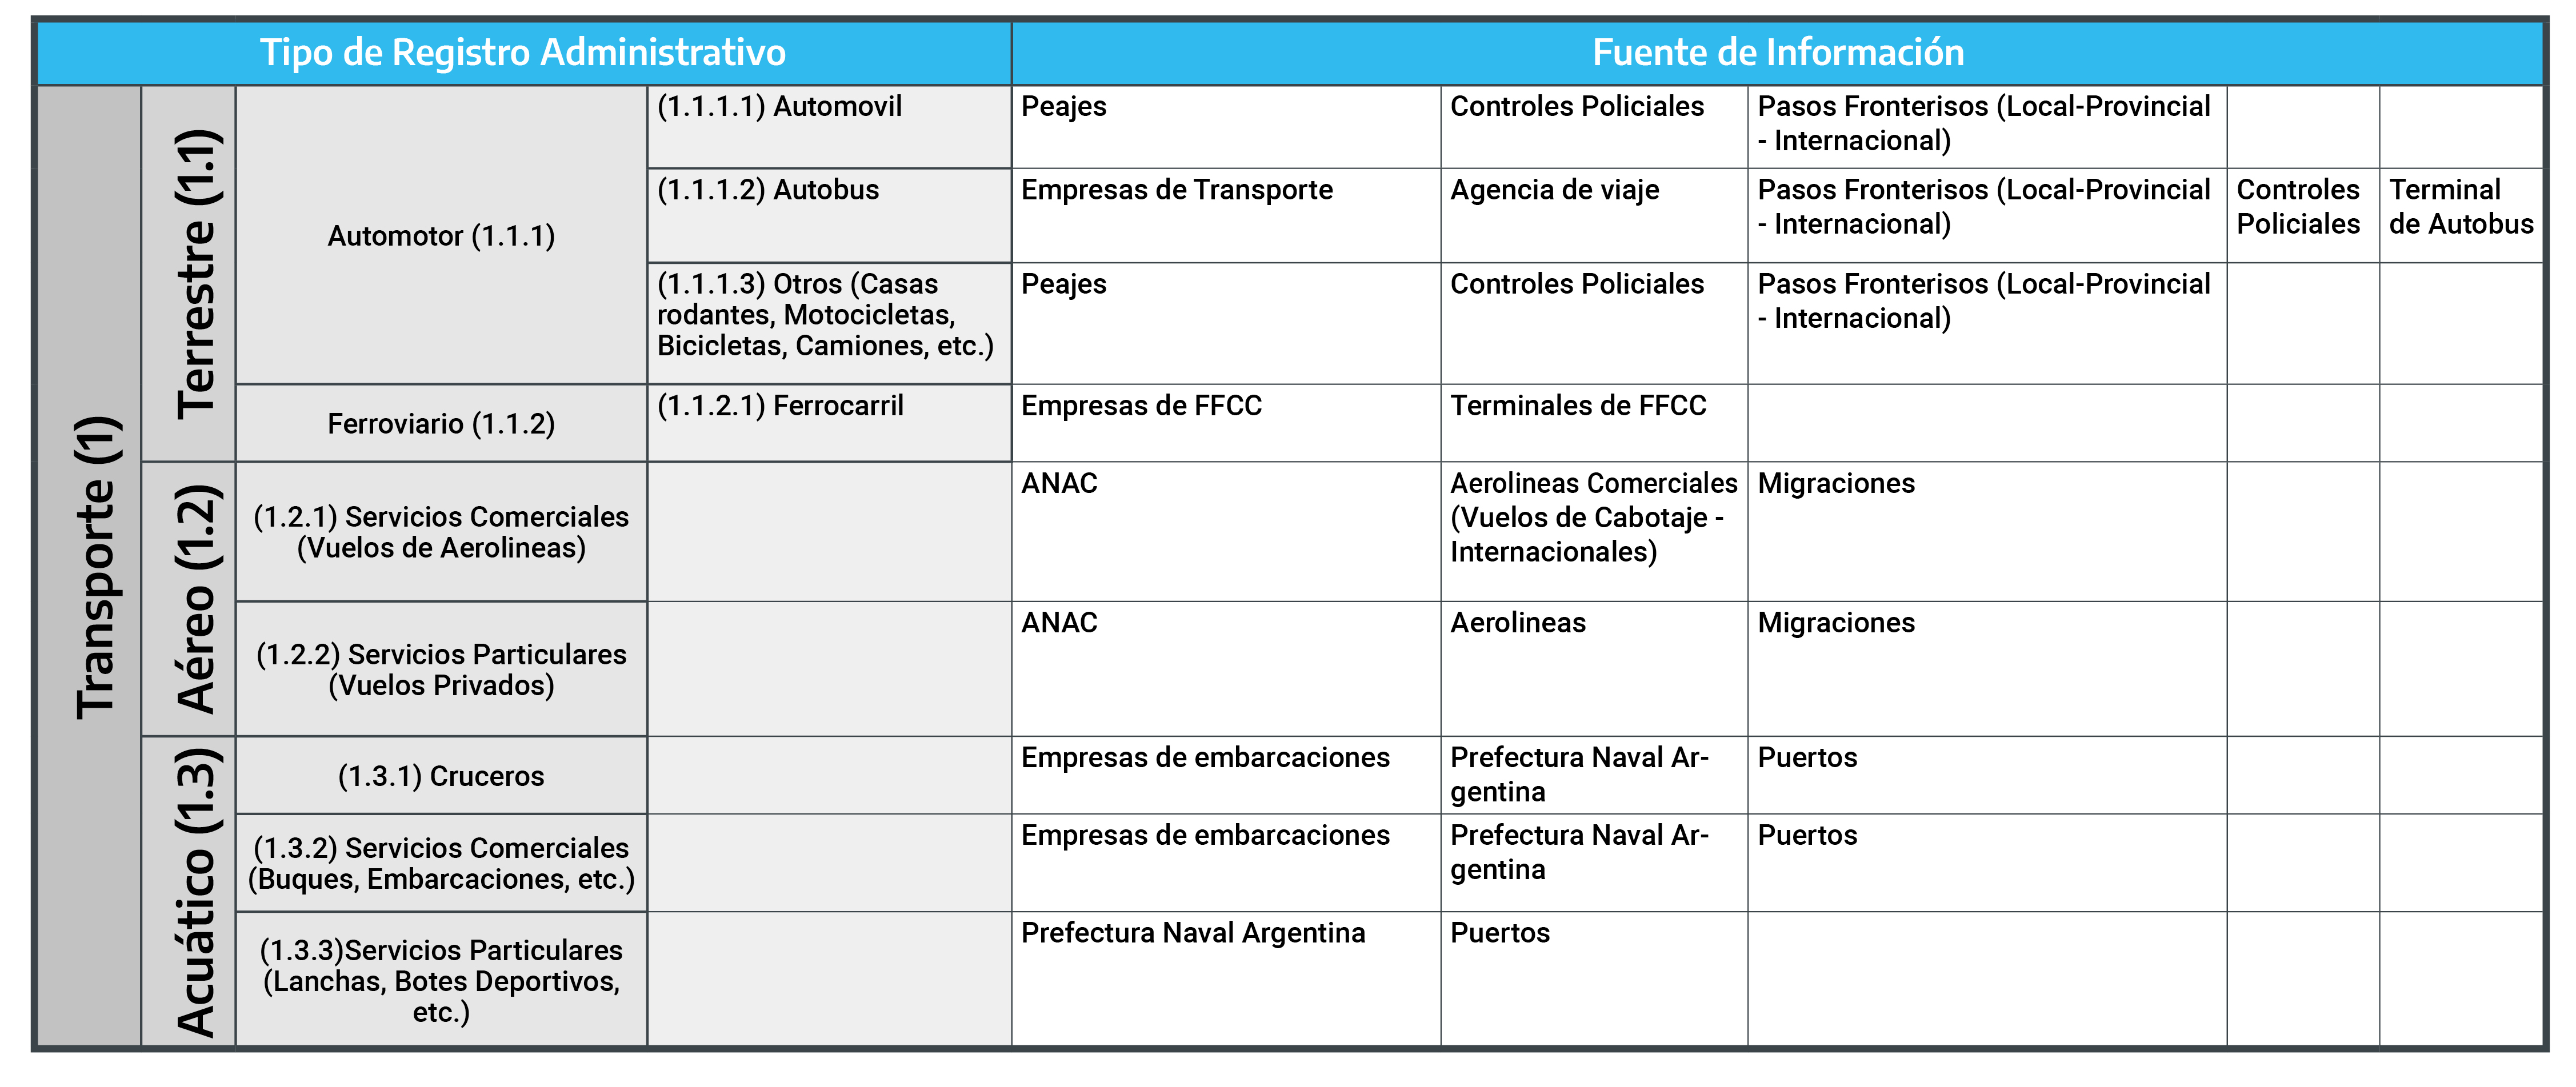 Tipo de Registro Administrativo
Fuente de Información
Transporte (1)
Terrestre (1.1)
Automotor (1.1.1)
(1.1.1.1) Automovil
Peajes
Controles Policiales
Pasos Fronterisos (Local-Provincial
- Internacional)
(1.1.1.2) Autobus
Empresas de Transporte
Agencia de viaje
Pasos Fronterisos (Local-Provincial
- Internacional)
Controles
Policiales
Terminal
de Autobus
(1.1.1.3) Otros (Casas
rodantes, Motocicletas,
Bicicletas, Camiones, etc.)
Peajes
Controles Policiales
Pasos Fronterisos (Local-Provincial
- Internacional)
Ferroviario (1.1.2)
(1.1.2.1) Ferrocarril
Empresas de FFCC
Terminales de FFCC
Aéreo (1.2)
(1.2.1) Servicios Comerciales
(Vuelos de Aerolineas)
ANAC
Aerolineas Comerciales
(Vuelos de Cabotaje -
Internacionales)
Migraciones
(1.2.2) Servicios Particulares
(Vuelos Privados)
ANAC
Aerolineas
Migraciones
Acuático (1.3)
(1.3.1) Cruceros
Empresas de embarcaciones
Prefectura Naval Ar-
gentina
Puertos
(1.3.2) Servicios Comerciales
(Buques, Embarcaciones, etc.)
Empresas de embarcaciones
Prefectura Naval Ar-
gentina
Puertos
(1.3.3)Servicios Particulares
(Lanchas, Botes Deportivos,
etc.)
Prefectura Naval Argentina
Puertos